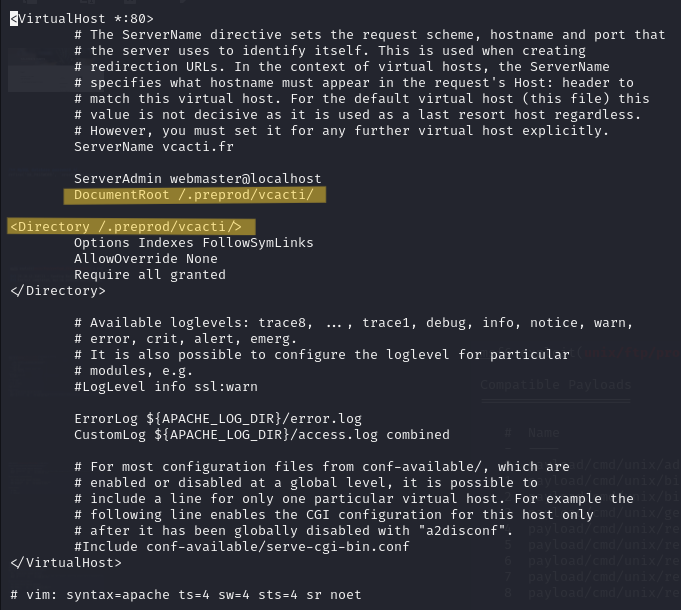 <VirtualHost *:80>
# The ServerName directive sets the request scheme, hostname and port that
# the server uses to identify itself. This is used when creating
# redirection URLs. In the context of virtual hosts, the ServerName
# specifies what hostname must appear in the request's Host: header to
# match this virtual host. For the default virtual host (this file) this
# value is not decisive as it is used as a last resort host regardless.
# However, you must set it for any further virtual host explicitly.
ServerName vcacti.fr
ServerAdmin webmaster@localhost
DocumentRoot /.preprod/vcacti/
<Directory /.preprod/vcacti/>
Options Indexes FollowSymLinks
AllowOverride None
Require all granted
</Directory>
# Available loglevels: trace8, ..., trace1, debug, info, notice, warn,
# error, crit, alert, emerg.
# It is also possible to configure the loglevel for particular
# modules, e.g.
#LogLevel info ssl:warn
ErrorLog ${APACHE_LOG_DIR}/error.log
CustomLog ${APACHE_LOG_DIR}/access.log combined
# For most configuration files from conf-available/, which are
# enabled or disabled at a global level, it is possible to
# include a line for only one particular virtual host. For example the
# following line enables the CGI configuration for this host only
# after it has been globally disabled with "a2disconf".
#Include conf-available/serve-cgi-bin.conf
</VirtualHost>
# vim: syntax=apache ts=4 sw=4 sts=4 sr noet
Compatible Payloads
# Name